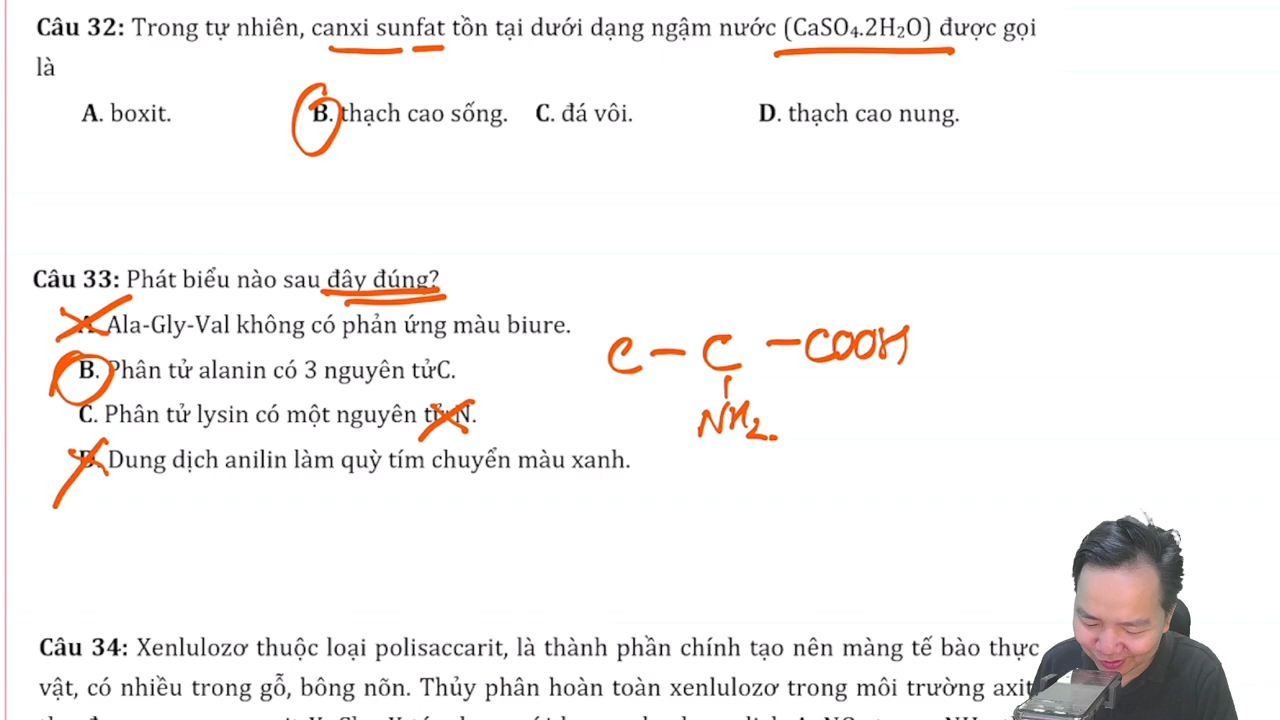 Câu 32: Trong tự nhiên, canxi sunfat tồn tại dưới dạng ngậm nước (CaSO₄.2H₂O) được gọi
là
A. boxit. B. thạch cao sống. C. đá vôi. D. thạch cao nung.
Câu 33: Phát biểu nào sau đây đúng?
A. Ala-Gly-Val không có phản ứng màu biure.
B. Phân tử alanin có 3 nguyên tửC.
C. Phân tử lysin có một nguyên tử N.
D. Dung dịch anilin làm quỳ tím chuyển màu xanh.
C – C – COOH
NH₂.
Câu 34: Xenlulozơ thuộc loại polisaccarit, là thành phần chính tạo nên màng tế bào thực
vật, có nhiều trong gỗ, bông nõn. Thủy phân hoàn toàn xenlulozơ trong môi trường axit